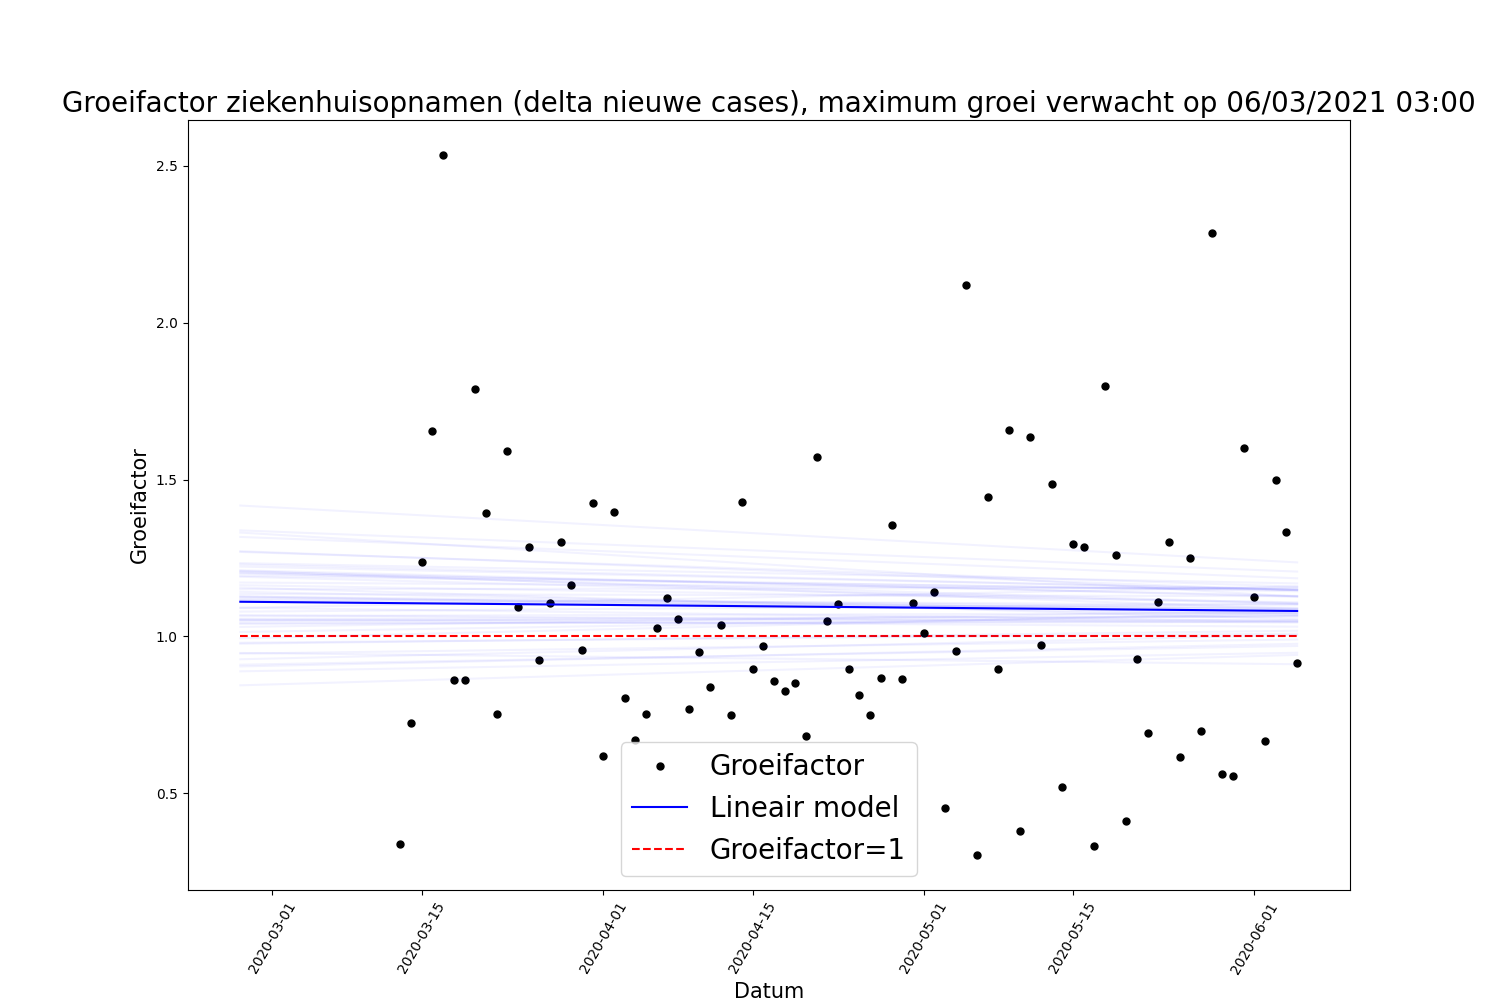 Groeifactor ziekenhuisopnamen (delta nieuwe cases), maximum groei verwacht op 06/03/2021 03:00
2.5
2.0
1.5
1.0
0.5
Groeifactor
Groeifactor
Lineair model
Groeifactor=1
2020-03-01
2020-03-15
2020-04-01
2020-04-15
2020-05-01
2020-05-15
2020-06-01
Datum